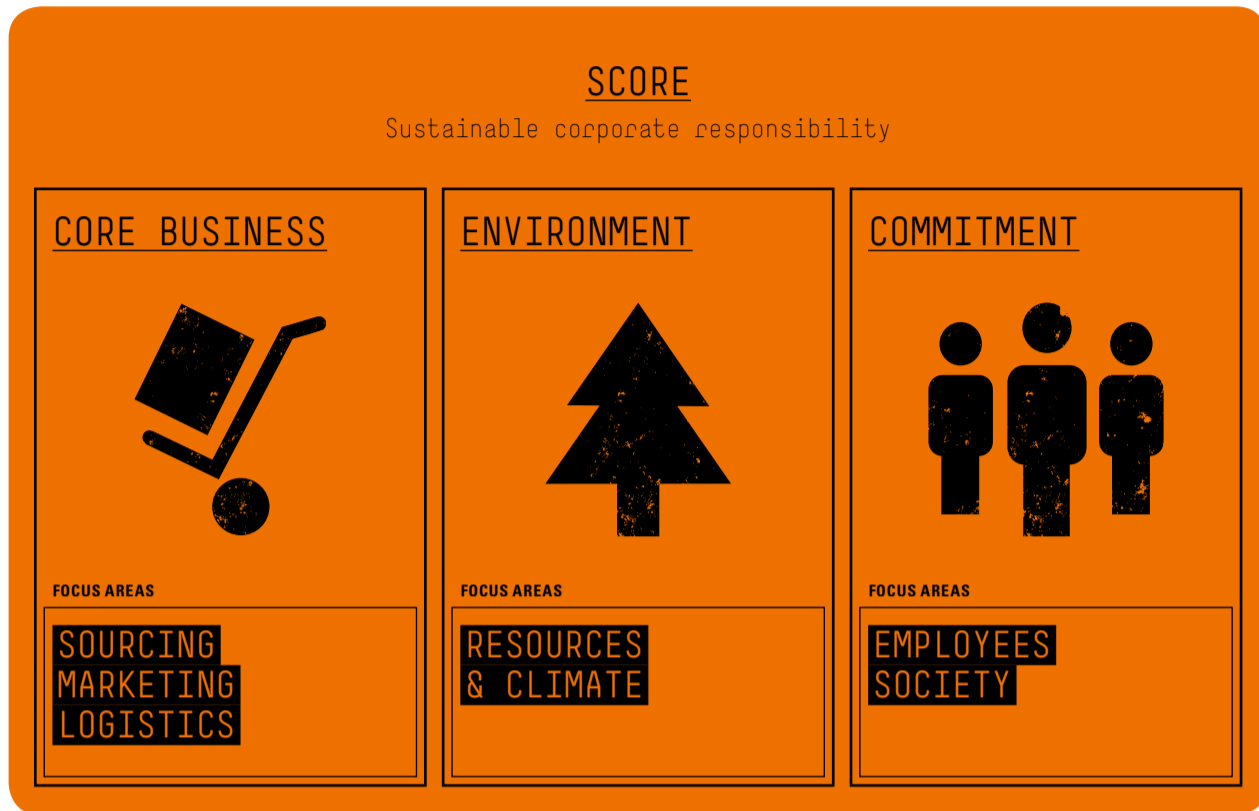 SCORE
Sustainable corporate responsibility
CORE BUSINESS
FOCUS AREAS
SOURCING
MARKETING
LOGISTICS
ENVIRONMENT
FOCUS AREAS
RESOURCES
& CLIMATE
COMMITMENT
FOCUS AREAS
EMPLOYEES
SOCIETY